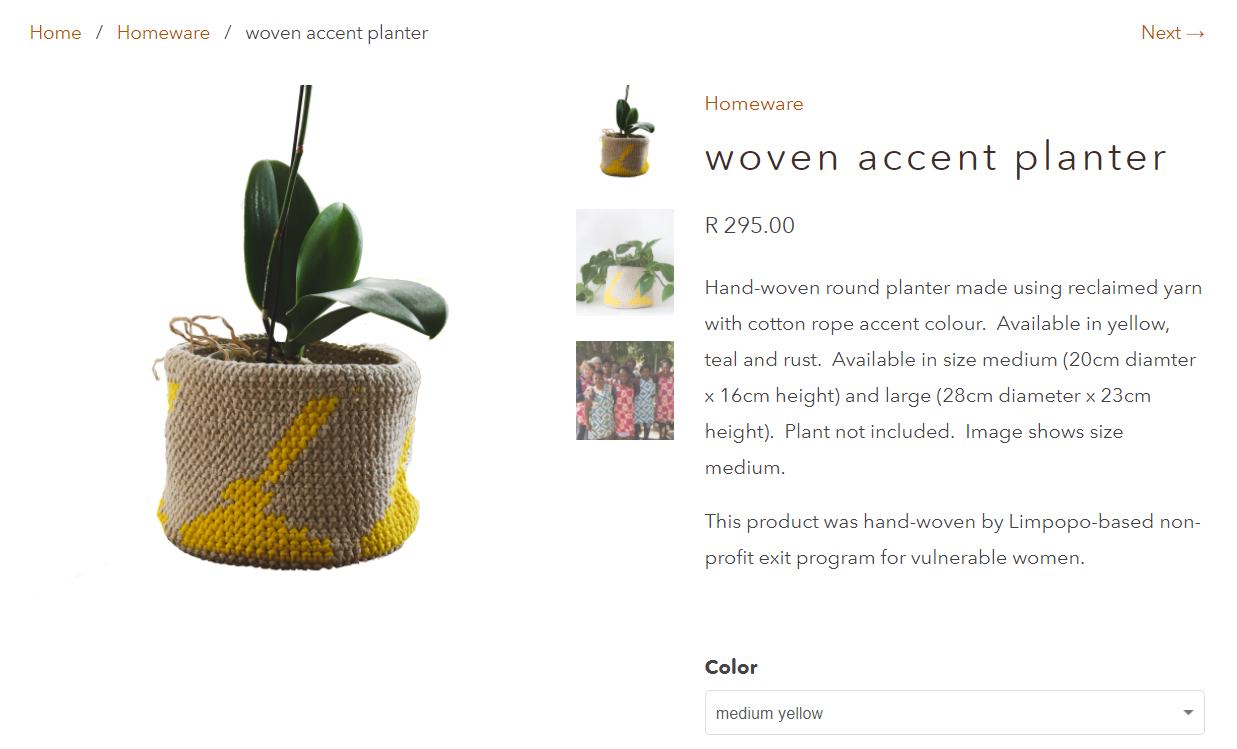 Home / Homeware / woven accent planter
Next →
Homeware
woven accent planter
R 295.00
Hand-woven round planter made using reclaimed yarn
with cotton rope accent colour.  Available in yellow,
teal and rust.  Available in size medium (20cm diamter
x 16cm height) and large (28cm diameter x 23cm
height).  Plant not included.  Image shows size
medium.
This product was hand-woven by Limpopo-based non-
profit exit program for vulnerable women.
Color
medium yellow